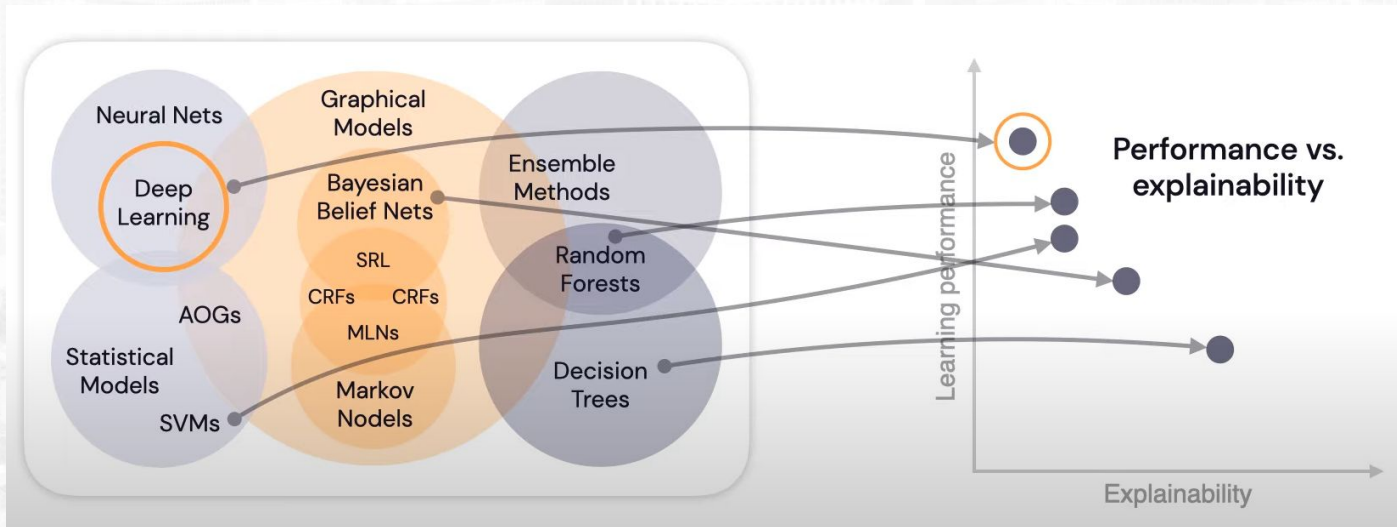 Neural Nets
Deep
Learning
Graphical
Models
Bayesian
Belief Nets
SRL
CRFs CRFs
MLNs
Markov
Nodels
AOGs
Statistical
Models
SVMs
Ensemble
Methods
Random
Forests
Decision
Trees
Learning performance
Explainability
Performance vs.
explainability